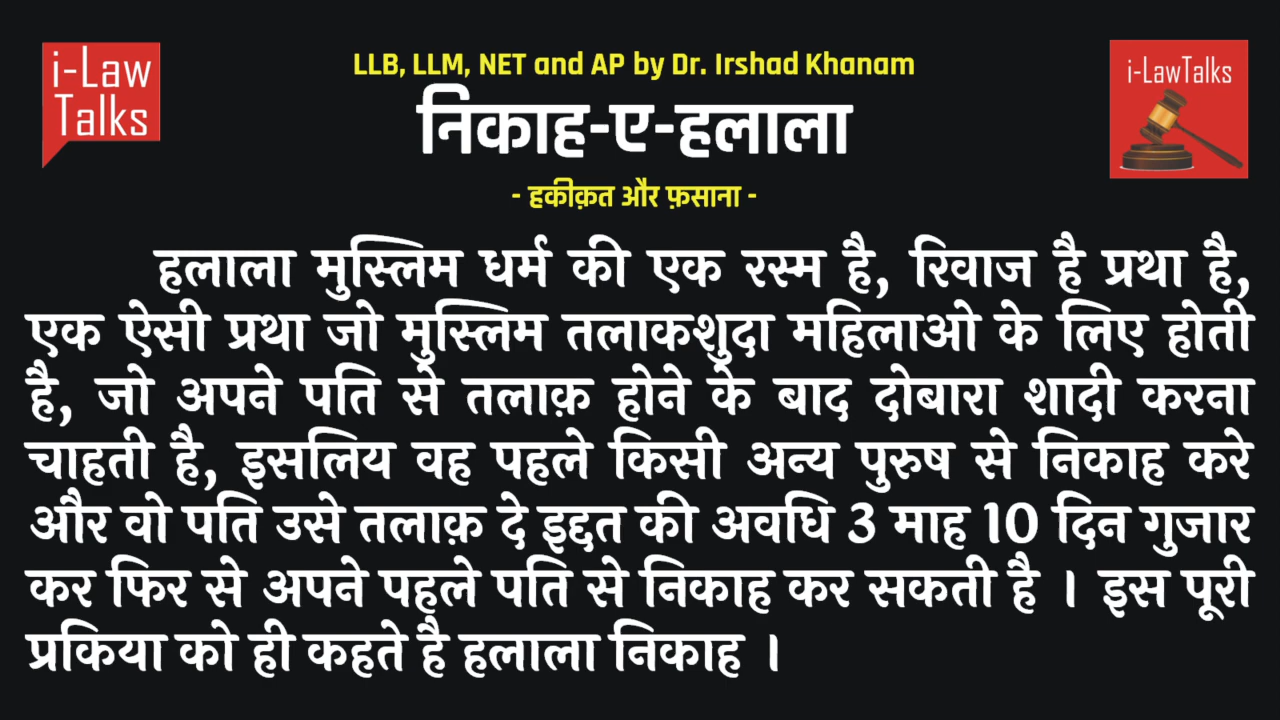 i-Law
Talks
LLB, LLM, NET and AP by Dr. Irshad Khanam
i-LawTalks
निकाह-ए-हलाला
- हकीक़त और फ़साना -
हलाला मुस्लिम धर्म की एक रस्म है, रिवाज है प्रथा है,
एक ऐसी प्रथा जो मुस्लिम तलाकशुदा महिलाओ के लिए होती
है, जो अपने पति से तलाक़ होने के बाद दोबारा शादी करना
चाहती है, इसलिय वह पहले किसी अन्य पुरुष से निकाह करे
और वो पति उसे तलाक़ दे इद्दत की अवधि 3 माह 10 दिन गुजार
कर फिर से अपने पहले पति से निकाह कर सकती है । इस पूरी
प्रकिया को ही कहते है हलाला निकाह ।